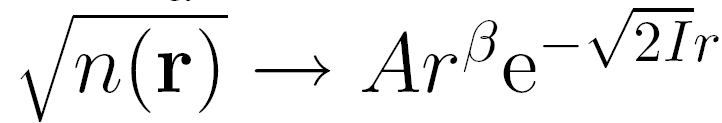 √n(𝐫) → Ar^β e^{−√2I r}